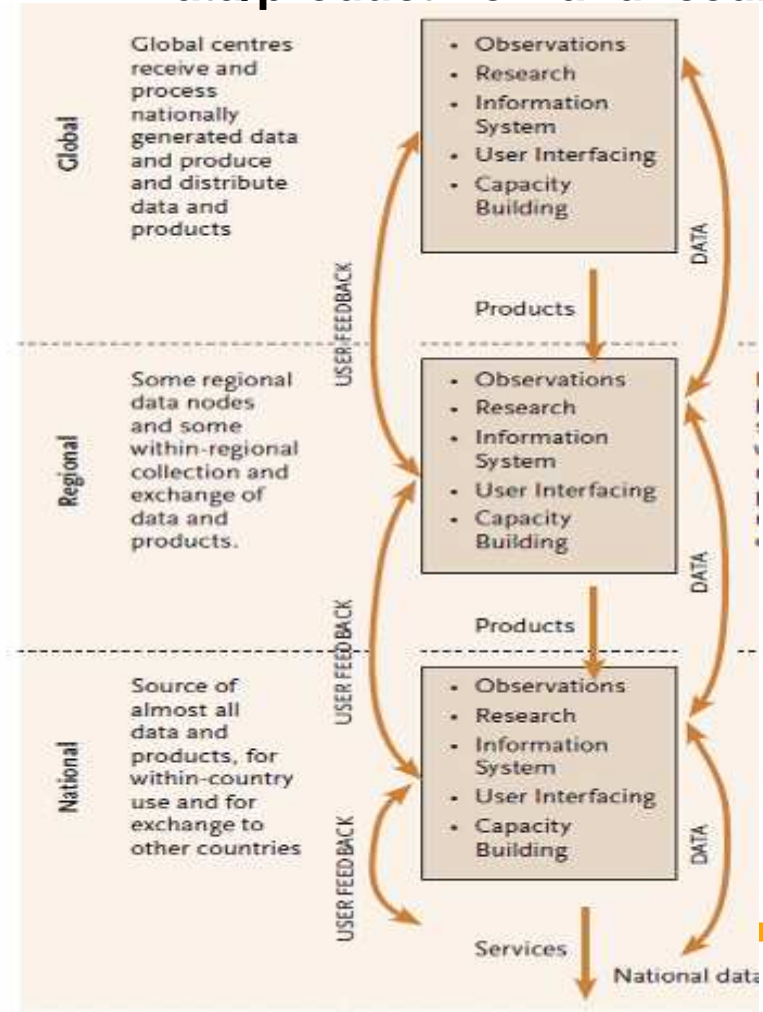 Global
Global centres
receive and
process
nationally
generated data
and produce
and distribute
data and
products
• Observations
• Research
• Information
System
• User Interfacing
• Capacity
Building
USER FEEDBACK
DATA
Products
Regional
Some regional
data nodes
and some
within-regional
collection and
exchange of
data and
products.
• Observations
• Research
• Information
System
• User Interfacing
• Capacity
Building
USER FEEDBACK
DATA
Products
National
Source of
almost all
data and
products, for
within-country
use and for
exchange to
other countries
• Observations
• Research
• Information
System
• User Interfacing
• Capacity
Building
USER FEEDBACK
DATA
Services
National data